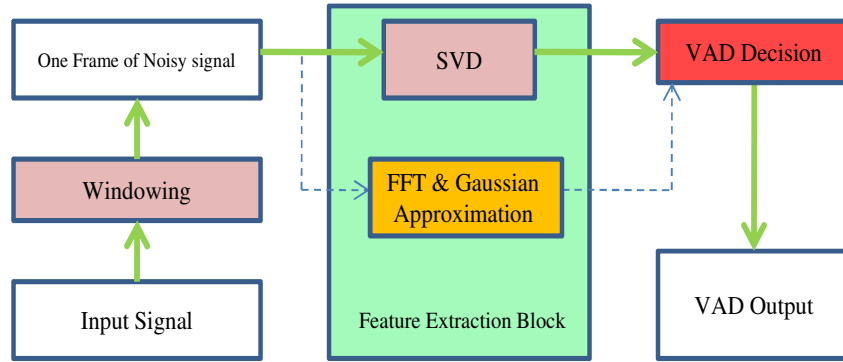 One Frame of Noisy signal
SVD
VAD Decision
Windowing
FFT & Gaussian
Approximation
Input Signal
Feature Extraction Block
VAD Output